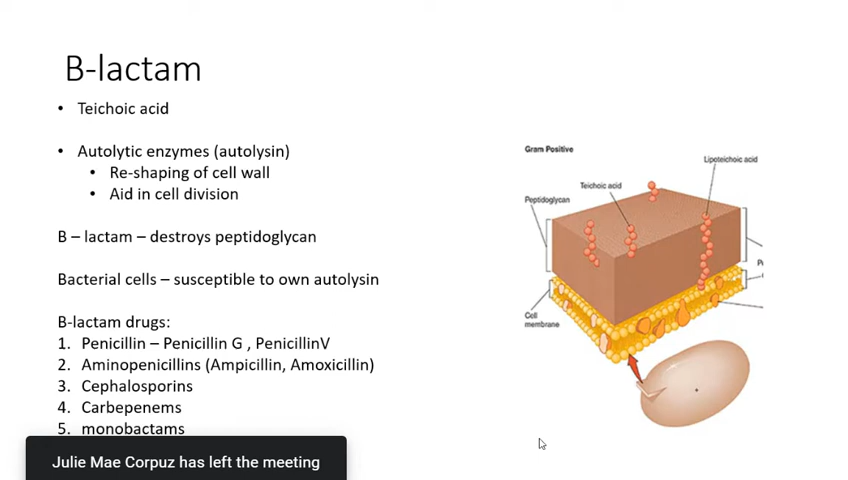 B-lactam
• Teichoic acid
• Autolytic enzymes (autolysin)
• Re-shaping of cell wall
• Aid in cell division
B – lactam – destroys peptidoglycan
Bacterial cells – susceptible to own autolysin
B-lactam drugs:
1. Penicillin – Penicillin G , PenicillinV
2. Aminopenicillins (Ampicillin, Amoxicillin)
3. Cephalosporins
4. Carbepenems
5. monobactams
Julie Mae Corpuz has left the meeting
Gram Positive
Lipoteichoic acid
Teichoic acid
Peptidoglycan
Cell
membrane